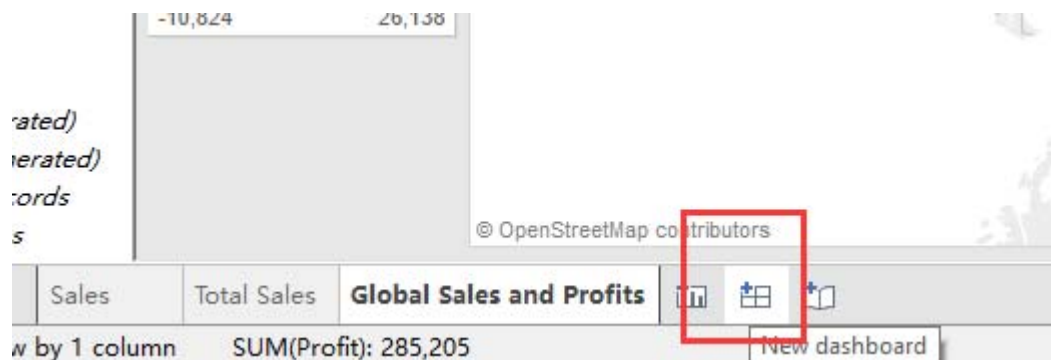 -10,824 26,138
rated)
nerated)
cords
s
© OpenStreetMap contributors
Sales Total Sales Global Sales and Profits
w by 1 column SUM(Profit): 285,205
New dashboard